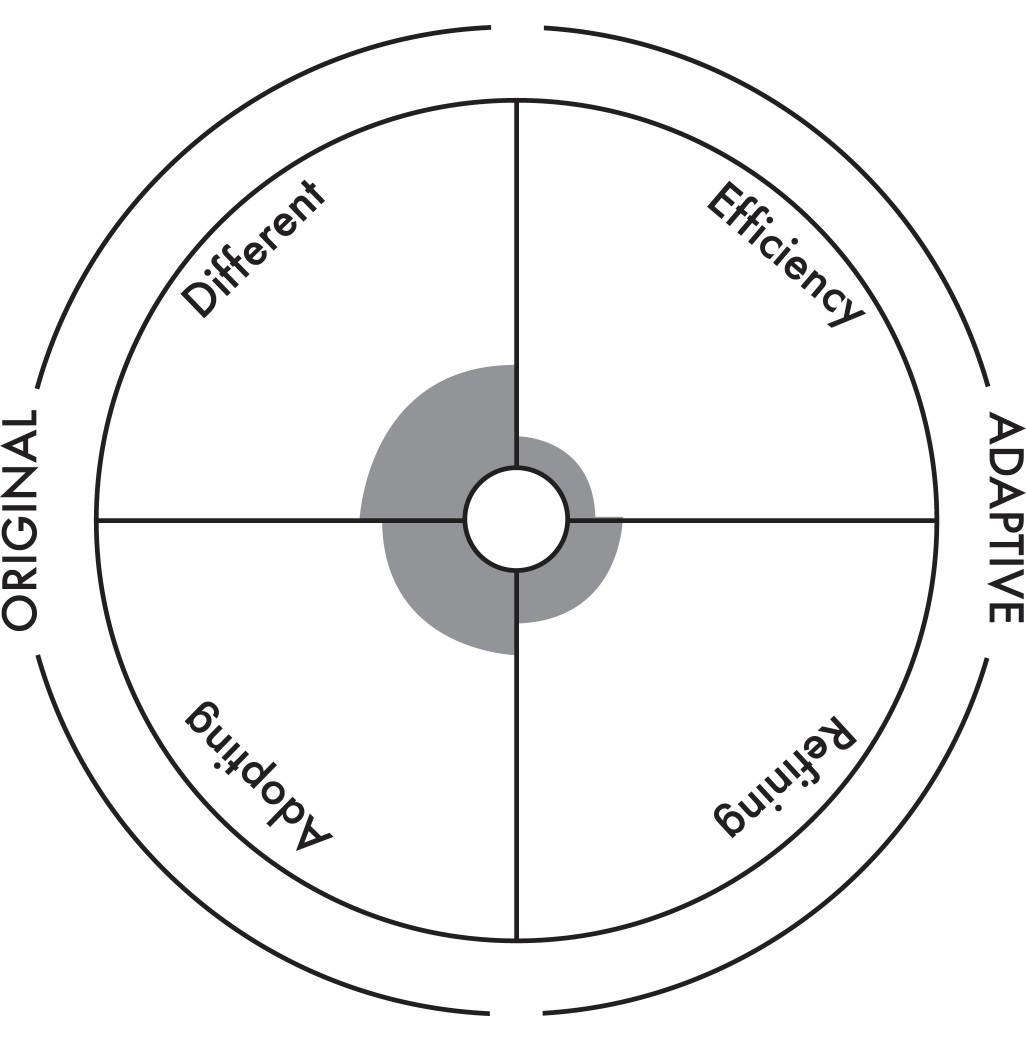 Different
Efficiency
ORIGINAL
ADAPTIVE
Adopting
Refining